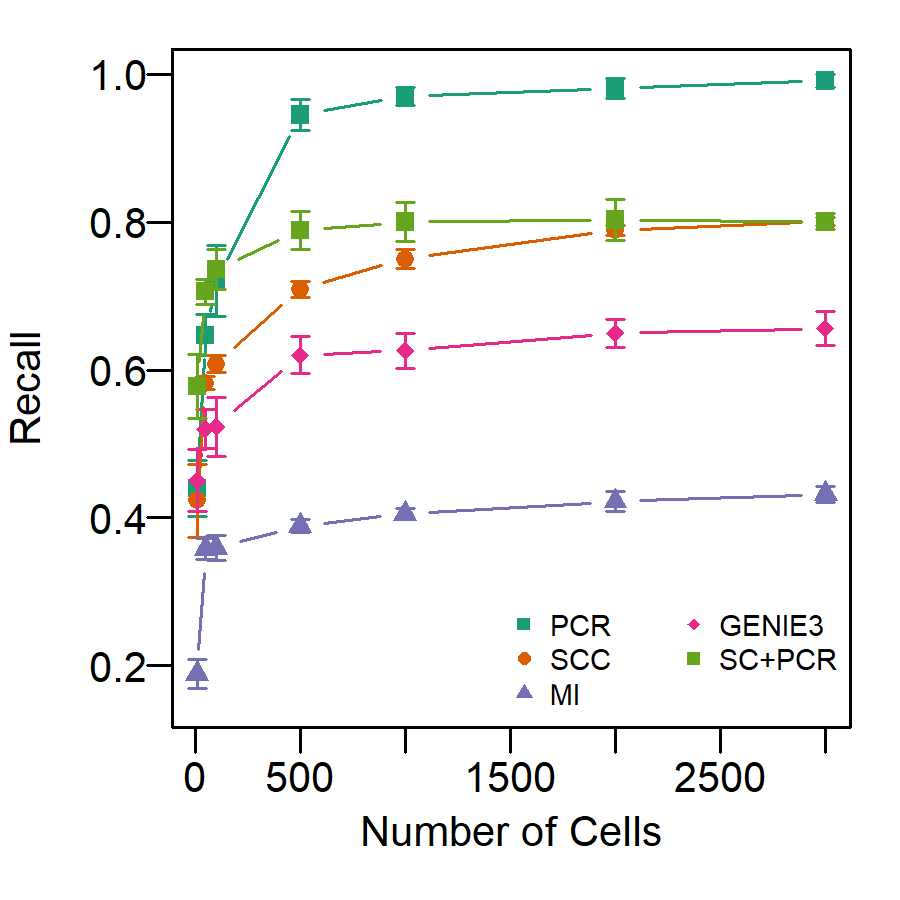 1.0
0.8
0.6
0.4
0.2
Recall
PCR GENIE3
SCC SC+PCR
MI
0 500 1500 2500
Number of Cells